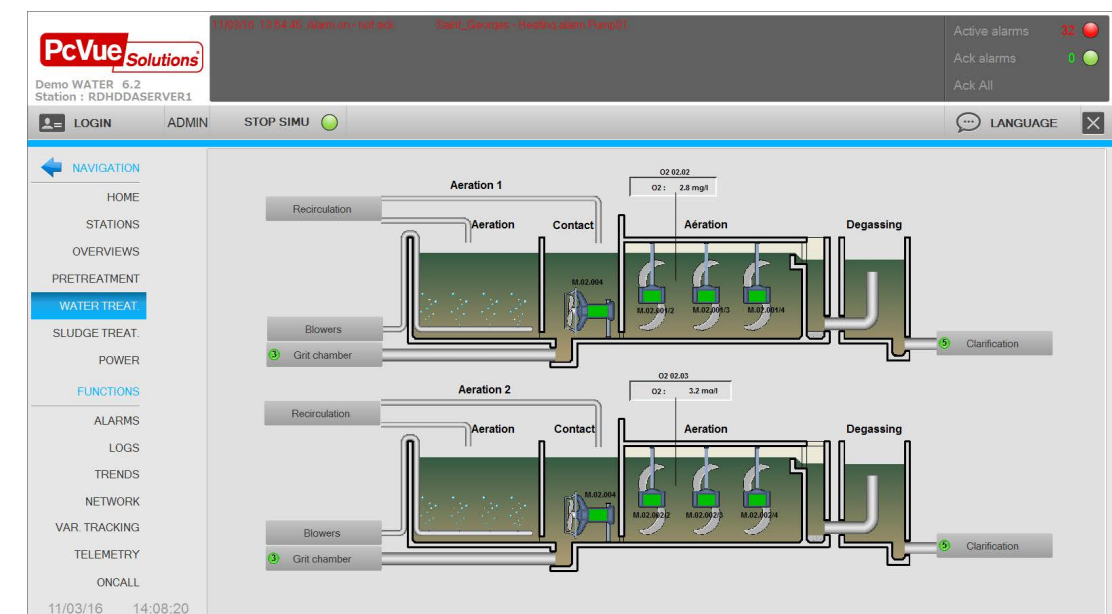 11/03/16 13:54:45 Alarm on - not ack Saint_Georges - Heating alarm Pump01
Active alarms 32
PcVue Solutions
Ack alarms 0
Demo WATER 6.2
Ack All
Station : RDHDDASERVER1
LOGIN ADMIN STOP SIMU LANGUAGE
NAVIGATION
HOME
STATIONS
OVERVIEWS
PRETREATMENT
WATER TREAT.
SLUDGE TREAT.
POWER
FUNCTIONS
ALARMS
LOGS
TRENDS
NETWORK
VAR. TRACKING
TELEMETRY
ONCALL
11/03/16 14:08:20
O2 02.02
Aeration 1
O2 : 2.8 mg/l
Recirculation
Aeration Contact Aération Degassing
M.02.004
M.02.001/2 M.02.001/3 M.02.001/4
Blowers
3 Grit chamber
5 Clarification
O2 02.03
Aeration 2
O2 : 3.2 mg/l
Recirculation
Aeration Contact Aeration Degassing
M.02.004
M.02.002/2 M.02.002/3 M.02.002/4
Blowers
3 Grit chamber
5 Clarification